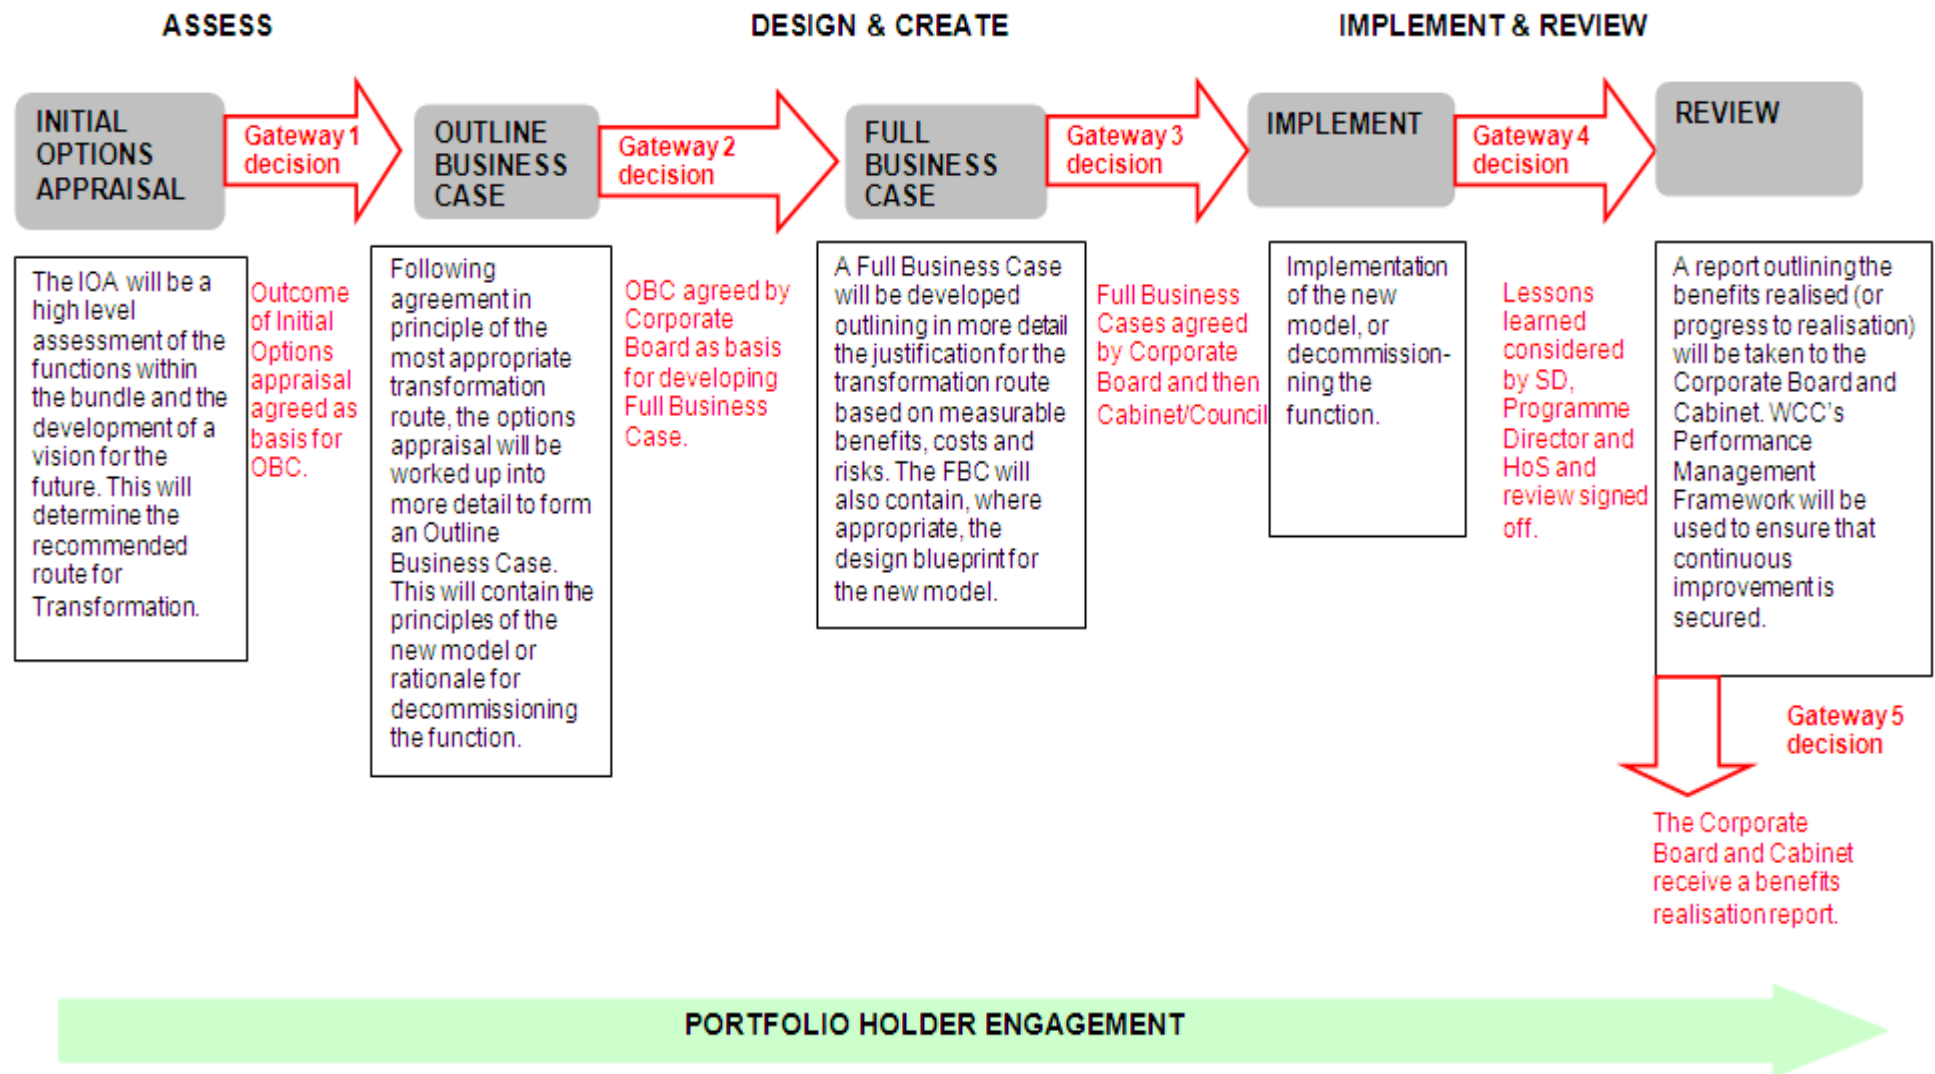 ASSESS
DESIGN & CREATE
IMPLEMENT & REVIEW
INITIAL
OPTIONS
APPRAISAL
Gateway 1
decision
OUTLINE
BUSINESS
CASE
Gateway 2
decision
FULL
BUSINESS
CASE
Gateway 3
decision
IMPLEMENT
Gateway 4
decision
REVIEW
The IOA will be a
high level
assessment of the
functions within
the bundle and the
development of a
vision for the
future. This will
determine the
recommended
route for
Transformation.
Outcome
of Initial
Options
appraisal
agreed as
basis for
OBC.
Following
agreement in
principle of the
most appropriate
transformation
route, the options
appraisal will be
worked up into
more detail to form
an Outline
Business Case.
This will contain the
principles of the
new model or
rationale for
decommissioning
the function.
OBC agreed by
Corporate
Board as basis
for developing
Full Business
Case.
A Full Business Case
will be developed
outlining in more detail
the justification for the
transformation route
based on measurable
benefits, costs and
risks. The FBC will
also contain, where
appropriate, the
design blueprint for
the new model.
Full Business
Cases agreed
by Corporate
Board and then
Cabinet/Council
Implementation
of the new
model, or
decommission-
ning the
function.
Lessons
learned
considered
by SD,
Programme
Director and
HoS and
review signed
off.
A report outlining the
benefits realised (or
progress to realisation)
will be taken to the
Corporate Board and
Cabinet. WCC's
Performance
Management
Framework will be
used to ensure that
continuous
improvement is
secured.
Gateway 5
decision
The Corporate
Board and Cabinet
receive a benefits
realisation report.
PORTFOLIO HOLDER ENGAGEMENT